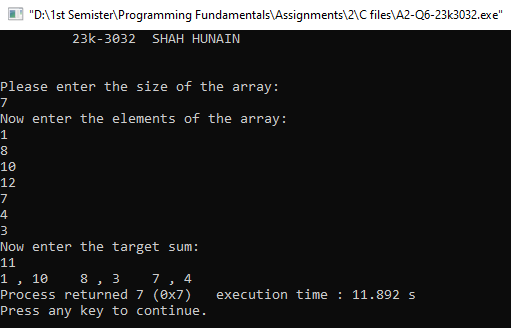 "D:\1st Semister\Programming Fundamentals\Assignments\2\C files\A2-Q6-23k3032.exe"
23k-3032  SHAH HUNAIN
Please enter the size of the array:
7
Now enter the elements of the array:
1
8
10
12
7
4
3
Now enter the target sum:
11
1 , 10    8 , 3    7 , 4
Process returned 7 (0x7)   execution time : 11.892 s
Press any key to continue.